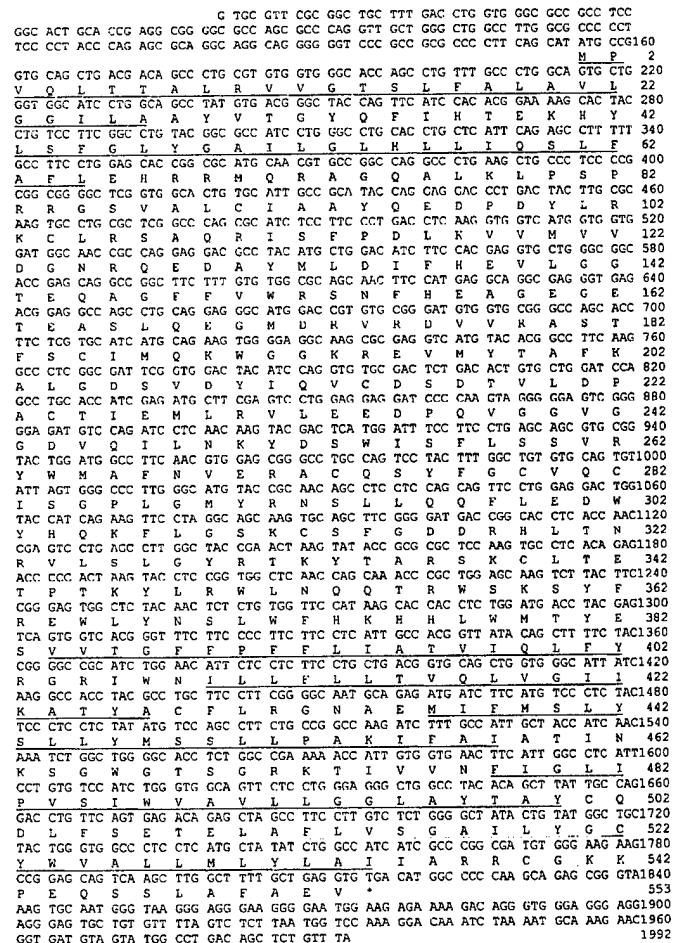 G TGC GTT CGC GGC TGC TTT GAC CTG GTG GGC GCC GCC TCC
GGC ACT GCA CCG AGG CGG GGG CGC GCC AGC GCC CAG GTT GCT GGG CTG GCC TTG GCG CCC CCT
TCC CCC TAC CCA GAG CGC AGG CAG GCA GGG GGG TCC CGC CGC GCG CCC CTT CAG CAT ATG CCG160
M P 2
GTG CAG CTG ACG ACA GCC CTG CGT GTG GTG GGC ACC AGC CTG TTT GCC CTG GCA GTG CTG 220
V Q L T T A L R V V G T S L F A L A V L 22
GGT GGC ATC CTG GCA GCC TAT GTG ACG GGC TAC CAG TTC ATC CAC ACG GAA AAG CAC TAC 280
G G I L A A Y V T G Y Q F I H T E K H Y 42
CTG TCC TTC GGC CTG TAC GGC GCC ATC CTG GGC CTG CAC CTG CTC ATT CAG AGC CTT TTT 340
L S F G L Y G A I L G L H L L I Q S L F 62
GCC TTC CTG GAG CAC CGG CGC ATG CAA CGT GCC GGC CAG GCC CTG AAG CTG CCC TCC CCG 400
A F L E H R R M Q R A G Q A L K L P S P 82
CGG CGG GGC TCG GTG GCA CTG TGC ATT GCC GCA TAC CAG GAG GAC CCT GAC TAC TTG CGC 460
R R G S V A L C I A A Y Q E D P D Y L R 102
AAG TGC CTG CGC TCG GCC CAG CGC ATC TCC TTC CCT GAC CTC AAG GTG GTC ATG GTG GTG 520
K C L R S A Q R I S F P D L K V V M V V 122
GAT GGC AAC CGC CAG GAG GAC GCC TAC ATG CTG GAC ATC TTC CAC GAG GTG CTG GGC GGC 580
D G N R Q E D A Y M L D I F H E V L G G 142
ACC GAG CAG GCC GGC TTC TTT GTG TGG CGC AGC AAC TTC CAT GAG GCA GGC GAG GGT GAG 640
T E Q A G F F V W R S N F H E A G E G E 162
ACG GAG GCC AGC CTG CAG GAG GGC ATG GAC CGT GTG CGG GAT GTG GTG CGG GCC AGC ACC 700
T E A S L Q E G M D R V R D V V R A S T 182
TTC TCG TGC ATC ATG CAG AAG TGG GGA GGC AAG CGC GAG GTC ATG TAC ACG GCC TTC AAG 760
F S C I M Q K W G G K R E V M Y T A F K 202
GCC CTC GGC GAT TCG GTG GAC TAC ATC CAG GTG TGC GAC TCT GAC ACT GTG CTG GAT CCA 820
A L G D S V D Y I Q V C D S D T V L D P 222
GCC TGC ACC ATC GAG ATG CTT CGA GTC CTG GAG GAG GAT CCC CAA GTA GGG GGA GTC GGG 880
A C T I E M L R V L E E D P Q V G G V G 242
GGA GAT GTC CAG ATC CTC AAC AAG TAC GAC TCA TGG ATT TCC TTC CTG AGC AGC GTG CGG 940
G D V Q I L N K Y D S W I S F L S S V R 262
TAC TGG ATG GCC TTC AAC GTG GAG CGG GCC TGC CAG TCC TAC TTT GGC TGT GTG CAG TGT1000
Y W M A F N V E R A C Q S Y F G C V Q C 282
ATT AGT GGG CCC TTG GGC ATG TAC CGC AAC AGC CTC CTC CAG CAG TTC CTG GAG GAC TGG1060
I S G P L G M Y R N S L L Q Q F L E D W 302
TAC CAT CAG AAG TTC CTA GGC AGC AAG TGC AGC TTC GGG GAT GAC CGG CAC CTC ACC AAC1120
Y H Q K F L G S K C S F G D D R H L T N 322
CGA GTC CTG AGC CTT GGC TAC CGA ACT AAG TAT ACC GCG CGC TCC AAG TGC CTC ACA GAG1180
R V L S L G Y R T K Y T A R S K C L T E 342
ACC CCC ACT AAG TAC CTC CGG TGG CTC AAC CAG CAA ACC CGC TGG AGC AAG TCT TAC TTC1240
T P T K Y L R W L N Q Q T R W S K S Y F 362
CGG GAG TGG CTC TAC AAC TCT CTG TGG TTC CAT AAG CAC CAC CTC TGG ATG ACC TAC GAG1300
R E W L Y N S L W F H K H H L W M T Y E 382
TCA GTG GTC ACG GGT TTC TTC CCC TTC TTC CTC ATT GCC ACG GTT ATA CAG CTT TTC TAC1360
S V V T G F F P F F L I A T V I Q L F Y 402
CGG GGC CGC ATC TGG AAC ATT CTC CTC TTC CTG CTG ACG GTG CAG CTG GTG GGC ATT ATC1420
R G R I W N I L L F L L T V Q L V G I I 422
AAG GCC ACC TAC GCC TGC TTC CTT CGG GGC AAT GCA GAG ATG ATC TTC ATG TCC CTC TAC1480
K A T Y A C F L R G N A E M I F M S L Y 442
TCC CTC CTC TAT ATG TCC AGC CTT CTG CCG GCC AAG ATC TTT GCC ATT GCT ACC ATC AAC1540
S L L Y M S S L L P A K I F A I A T I N 462
AAA TCT GGC TGG GGC ACC TCT GGC CGA AAA ACC ATT GTG GTG AAC TTC ATT GGC CTC ATT1600
K S G W G T S G R K T I V V N F I G L I 482
CCT GTG TCC ATC TGG GTG GCA GTT CTC CTG GGA GGG CTG GCC TAC ACA GCT TAT TGC CAG1660
P V S I W V A V L L G G L A Y T A Y C Q 502
GAC CTG TTC AGT GAG ACA GAG CTA GCC TTC CTT GTC TCT GGG GCT ATA CTG TAT GGC TGC1720
D L F S E T E L A F L V S G A I L Y G C 522
TAC TGG GTG GCC CTC CTC ATG CTA TAT CTG GCC ATC ATC GCC CGG CGA TGT GGG AAG AAG1780
Y W V A L L M L Y L A I I A R R C G K K 542
CCG GAG CAG TCA AGC TTG GCT TTT GCT GAG GTG TGA CAT GGC CCC CAA GCA GAG CGG GTA1840
P E Q S S L A F A E V * 553
AAG TGC AAT GGG TAA GGG AGG GAA GGG GAA TGG AAG AGA AAA GAC AGG GTG GGA GGG AGG1900
AGG GAG TGC TGT GTT TTA GTC TCT TAA TGG TCC AAA GGA CAA ATC TAA AAT GCA AAG AAC1960
GGT GAT GTA GTA TGG CCT GAC AGC TCT GTT TA 1992